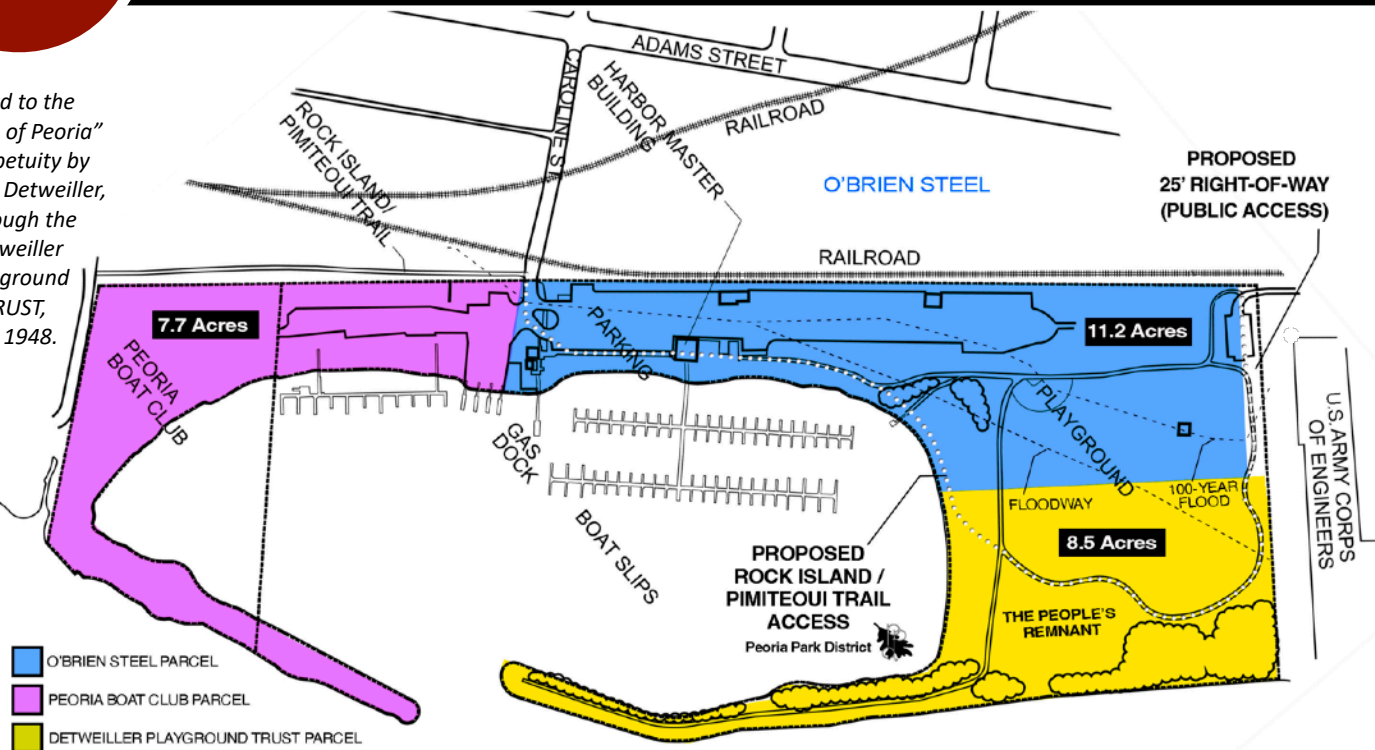 d to the
of Peoria”
petuity by
Detweiller,
ough the
weiller
ground
RUST,
1948.
ADAMS STREET
CAROLINE ST.
HARBOR MASTER
BUILDING
RAILROAD
ROCK ISLAND/
PIMITEOUI TRAIL
O'BRIEN STEEL
PROPOSED
25' RIGHT-OF-WAY
(PUBLIC ACCESS)
RAILROAD
7.7 Acres
PEORIA
BOAT CLUB
PARKING
11.2 Acres
PLAYGROUND
U.S. ARMY CORPS
OF ENGINEERS
GAS
DOCK
BOAT SLIPS
FLOODWAY
100-YEAR
FLOOD
8.5 Acres
PROPOSED
ROCK ISLAND /
PIMITEOUI TRAIL
ACCESS
Peoria Park District
THE PEOPLE'S
REMNANT
O'BRIEN STEEL PARCEL
PEORIA BOAT CLUB PARCEL
DETWEILLER PLAYGROUND TRUST PARCEL